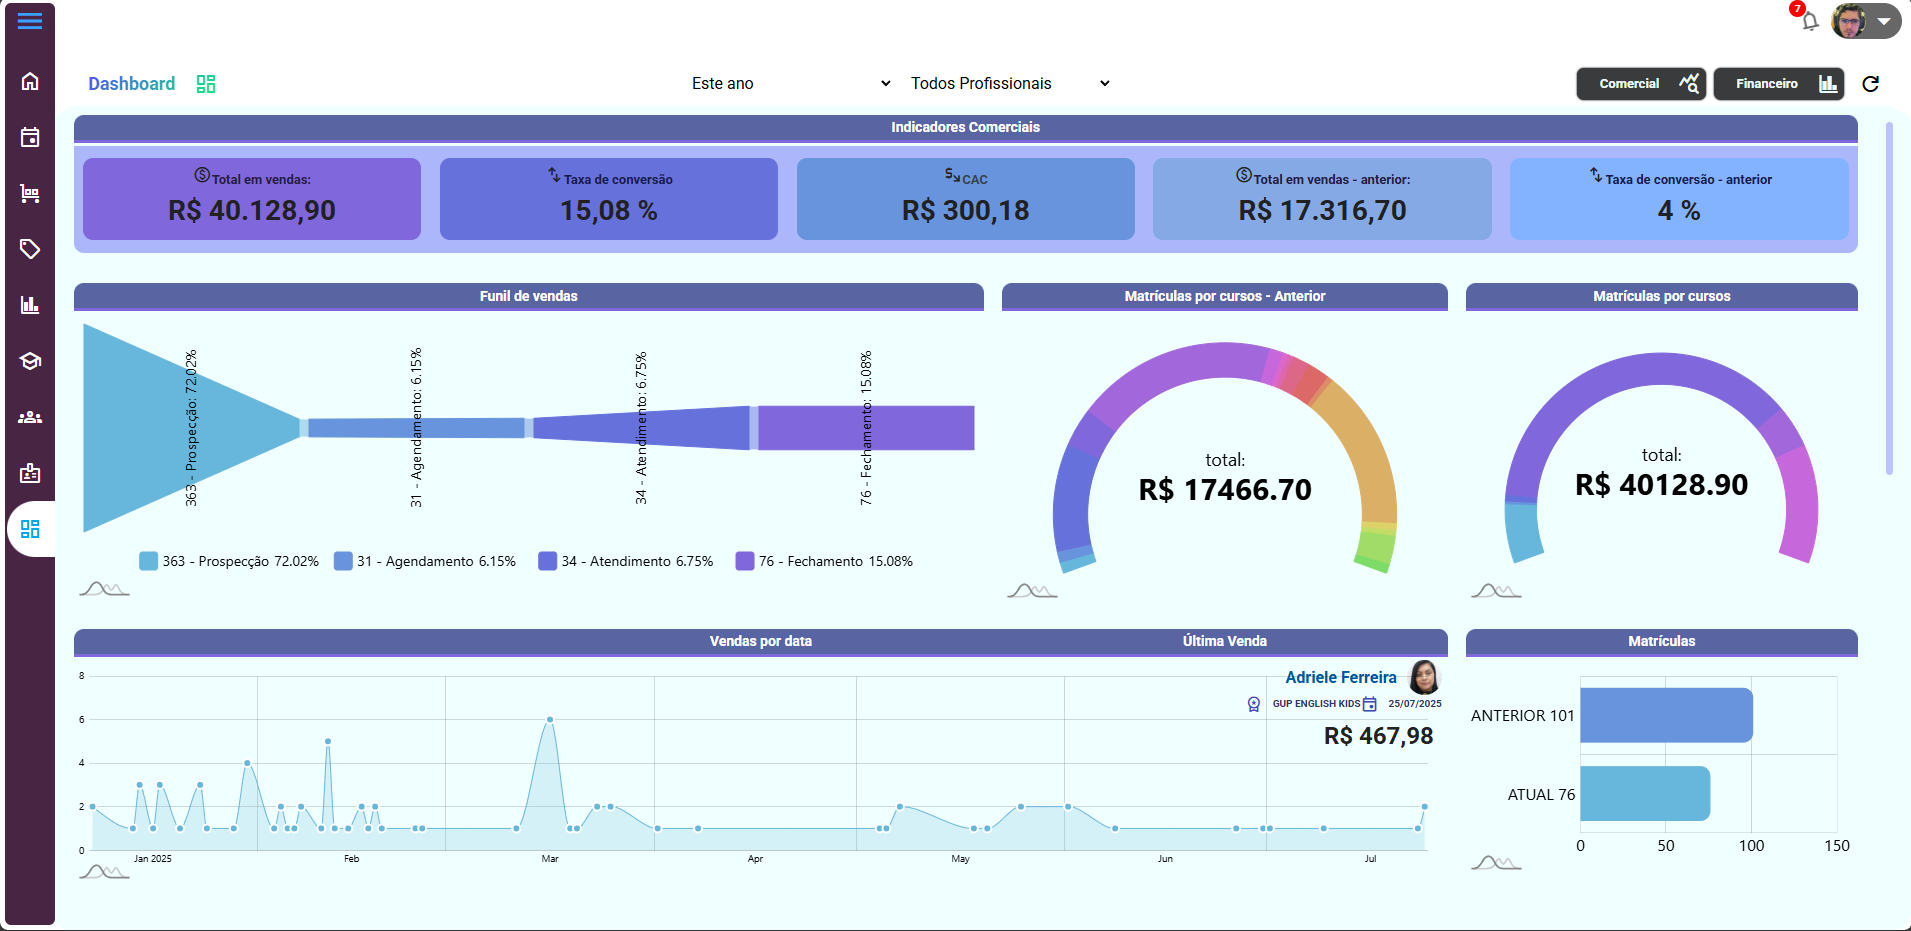 7
Dashboard
Este ano
Todos Profissionais
Comercial
Financeiro
Indicadores Comerciais
Total em vendas:
R$ 40.128,90
Taxa de conversão
15,08 %
CAC
R$ 300,18
Total em vendas - anterior:
R$ 17.316,70
Taxa de conversão - anterior
4 %
Funil de vendas
363 - Prospecção: 72.02%
31 - Agendamento: 6.15%
34 - Atendimento: 6.75%
76 - Fechamento: 15.08%
363 - Prospecção 72.02%
31 - Agendamento 6.15%
34 - Atendimento 6.75%
76 - Fechamento 15.08%
Matrículas por cursos - Anterior
total:
R$ 17466.70
Matrículas por cursos
total:
R$ 40128.90
Vendas por data
Última Venda
Adriele Ferreira
GUP ENGLISH KIDS
25/07/2025
R$ 467,98
8
6
4
2
0
Jan 2025
Feb
Mar
Apr
May
Jun
Jul
Matrículas
ANTERIOR 101
ATUAL 76
0
50
100
150